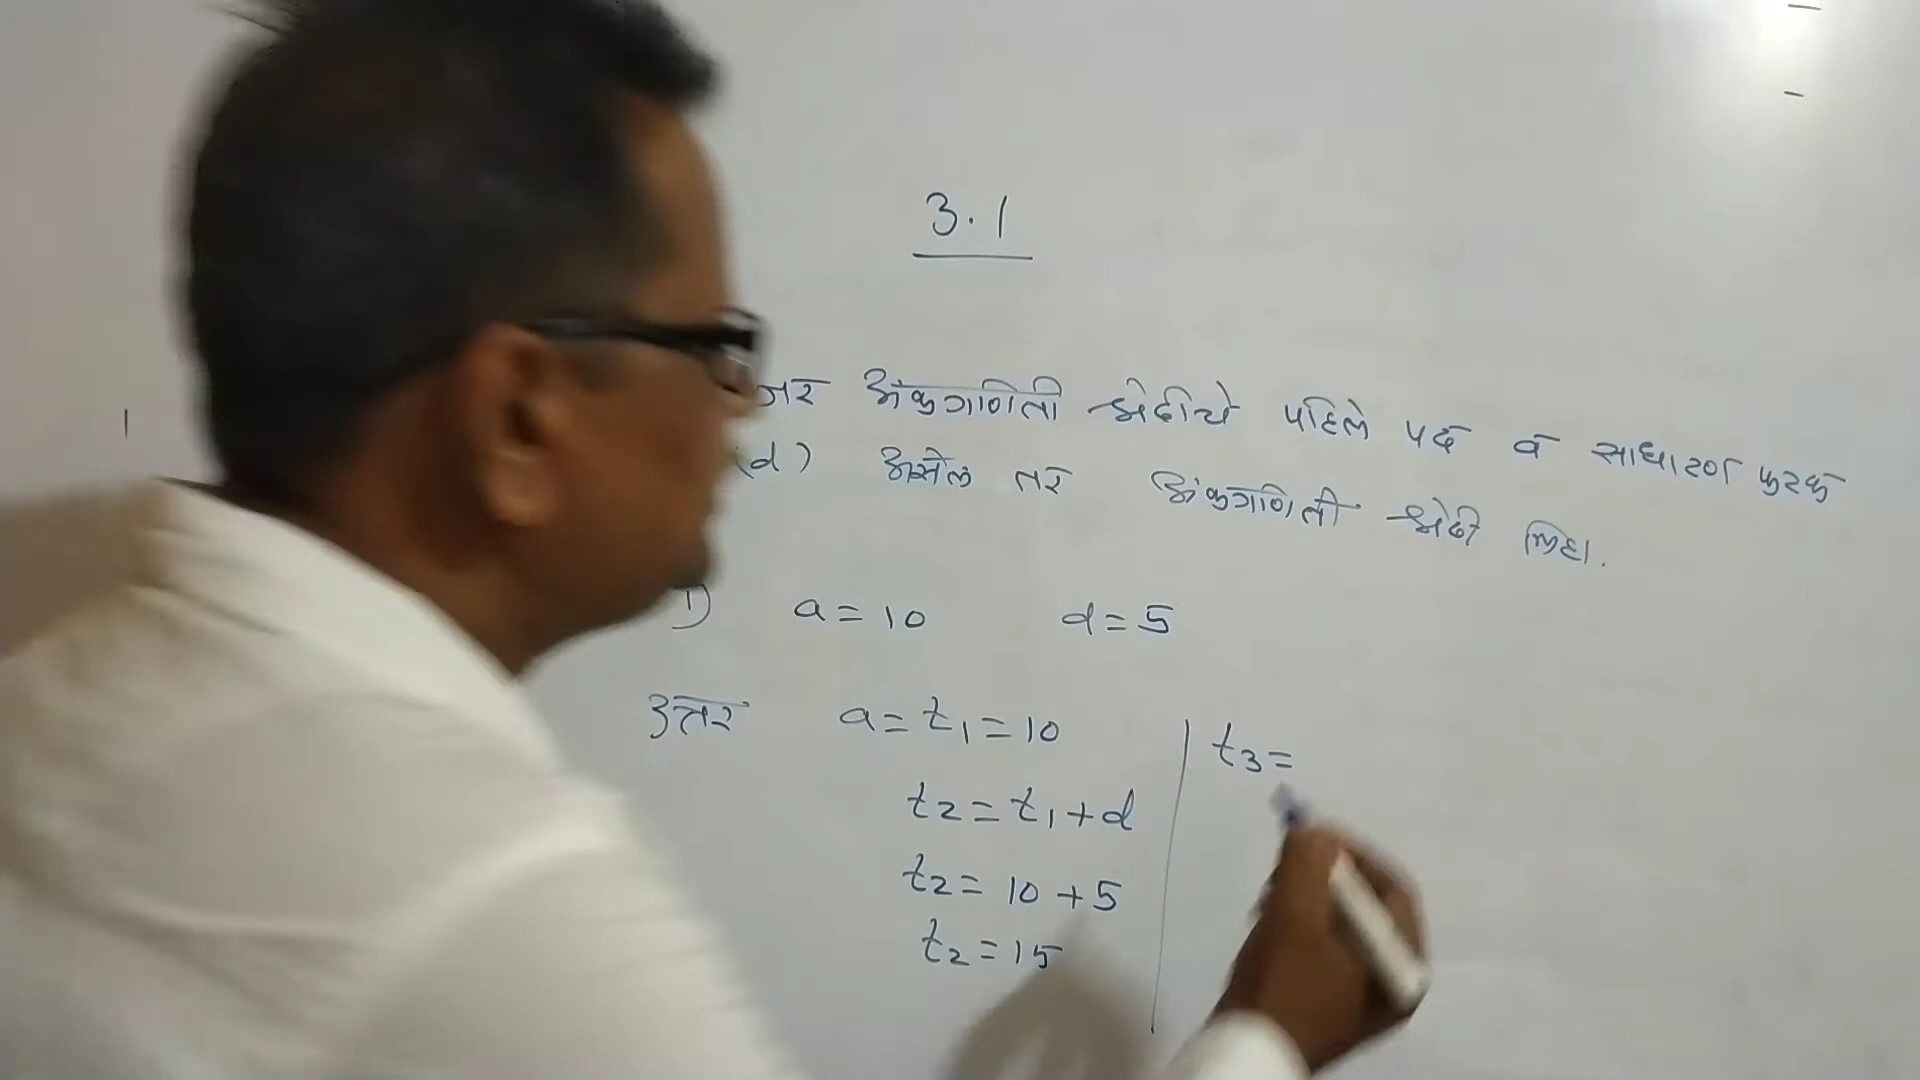 3.1
जर अंकगणिती श्रेढीचे पहिले पद व साधारण फरक
(d) असेल तर अंकगणिती श्रेढी लिहा.
1) a = 10 d = 5
उत्तर a = t₁ = 10
t₂ = t₁ + d
t₂ = 10 + 5
t₂ = 15
t₃ =